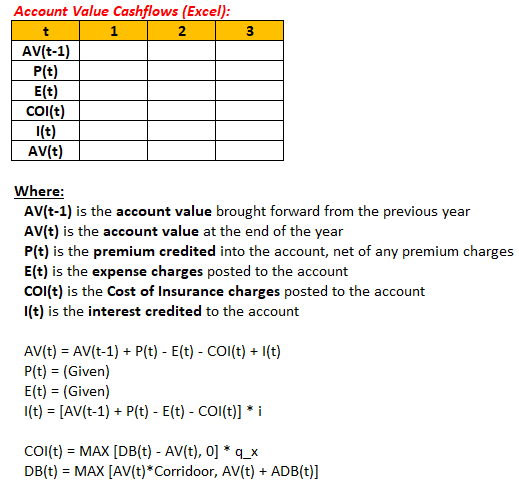 Account Value Cashflows (Excel):
t 1 2 3
AV(t-1)
P(t)
E(t)
COI(t)
I(t)
AV(t)
Where:
AV(t-1) is the account value brought forward from the previous year
AV(t) is the account value at the end of the year
P(t) is the premium credited into the account, net of any premium charges
E(t) is the expense charges posted to the account
COI(t) is the Cost of Insurance charges posted to the account
I(t) is the interest credited to the account
AV(t) = AV(t-1) + P(t) - E(t) - COI(t) + I(t)
P(t) = (Given)
E(t) = (Given)
I(t) = [AV(t-1) + P(t) - E(t) - COI(t)] * i
COI(t) = MAX [DB(t) - AV(t), 0] * q_x
DB(t) = MAX [AV(t)*Corridoor, AV(t) + ADB(t)]